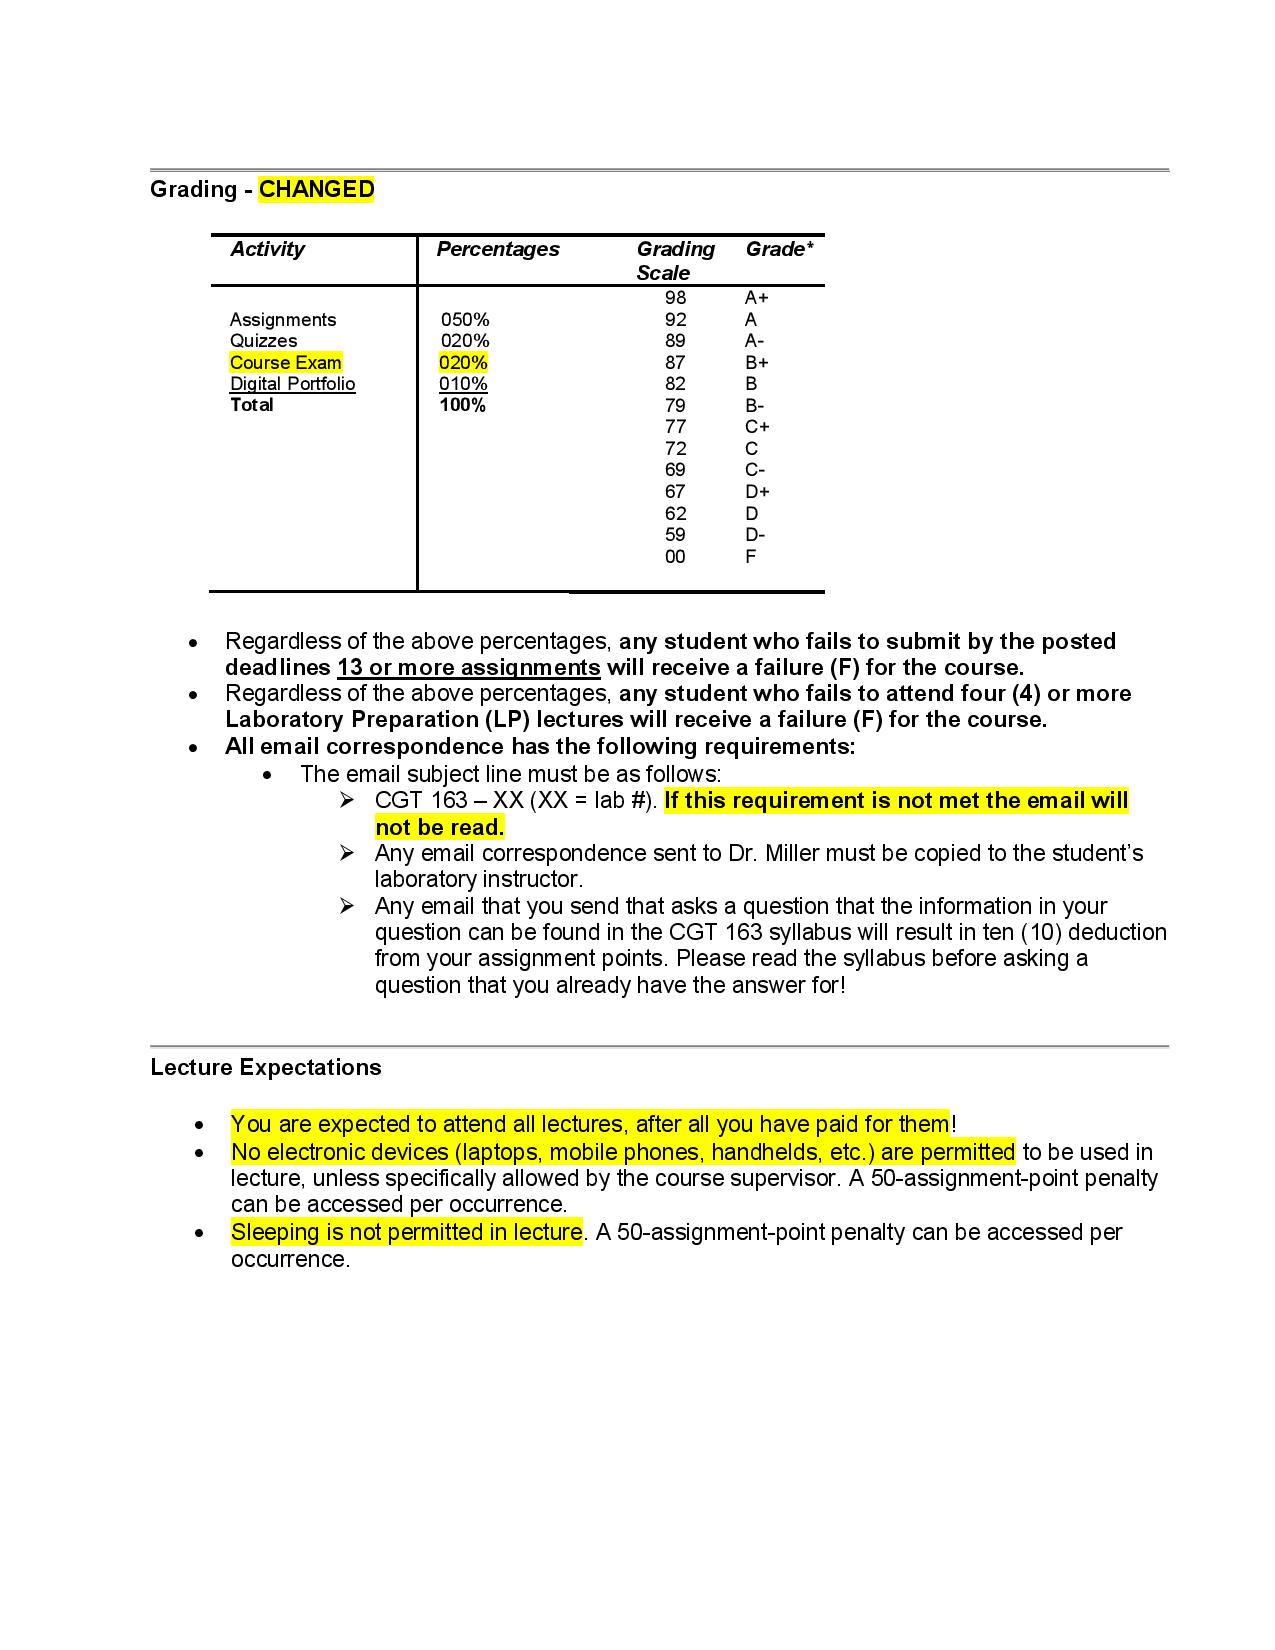 Grading - CHANGED
Activity Percentages Grading Grade*
Scale
98 A+
Assignments 050% 92 A
Quizzes 020% 89 A-
Course Exam 020% 87 B+
Digital Portfolio 010% 82 B
Total 100% 79 B-
77 C+
72 C
69 C-
67 D+
62 D
59 D-
00 F
• Regardless of the above percentages, any student who fails to submit by the posted
deadlines 13 or more assignments will receive a failure (F) for the course.
• Regardless of the above percentages, any student who fails to attend four (4) or more
Laboratory Preparation (LP) lectures will receive a failure (F) for the course.
• All email correspondence has the following requirements:
• The email subject line must be as follows:
➢ CGT 163 – XX (XX = lab #). If this requirement is not met the email will
not be read.
➢ Any email correspondence sent to Dr. Miller must be copied to the student’s
laboratory instructor.
➢ Any email that you send that asks a question that the information in your
question can be found in the CGT 163 syllabus will result in ten (10) deduction
from your assignment points. Please read the syllabus before asking a
question that you already have the answer for!
Lecture Expectations
• You are expected to attend all lectures, after all you have paid for them!
• No electronic devices (laptops, mobile phones, handhelds, etc.) are permitted to be used in
lecture, unless specifically allowed by the course supervisor. A 50-assignment-point penalty
can be accessed per occurrence.
• Sleeping is not permitted in lecture. A 50-assignment-point penalty can be accessed per
occurrence.